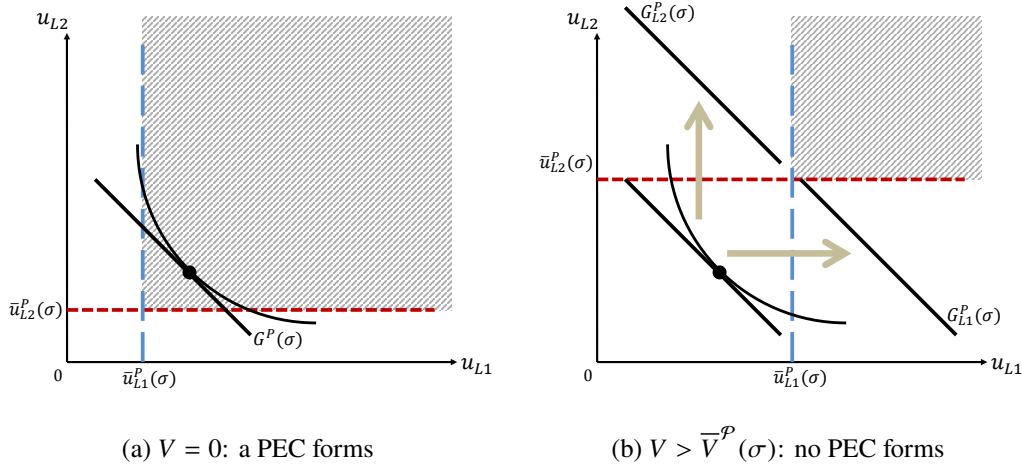 u_{L2}
ū^P_{L2}(σ)
G^P(σ)
0
ū^P_{L1}(σ)
u_{L1}
(a) V = 0: a PEC forms
u_{L2}
G^P_{L2}(σ)
ū^P_{L2}(σ)
G^P_{L1}(σ)
0
ū^P_{L1}(σ)
u_{L1}
(b) V > \overline{V}^{𝒫}(σ): no PEC forms